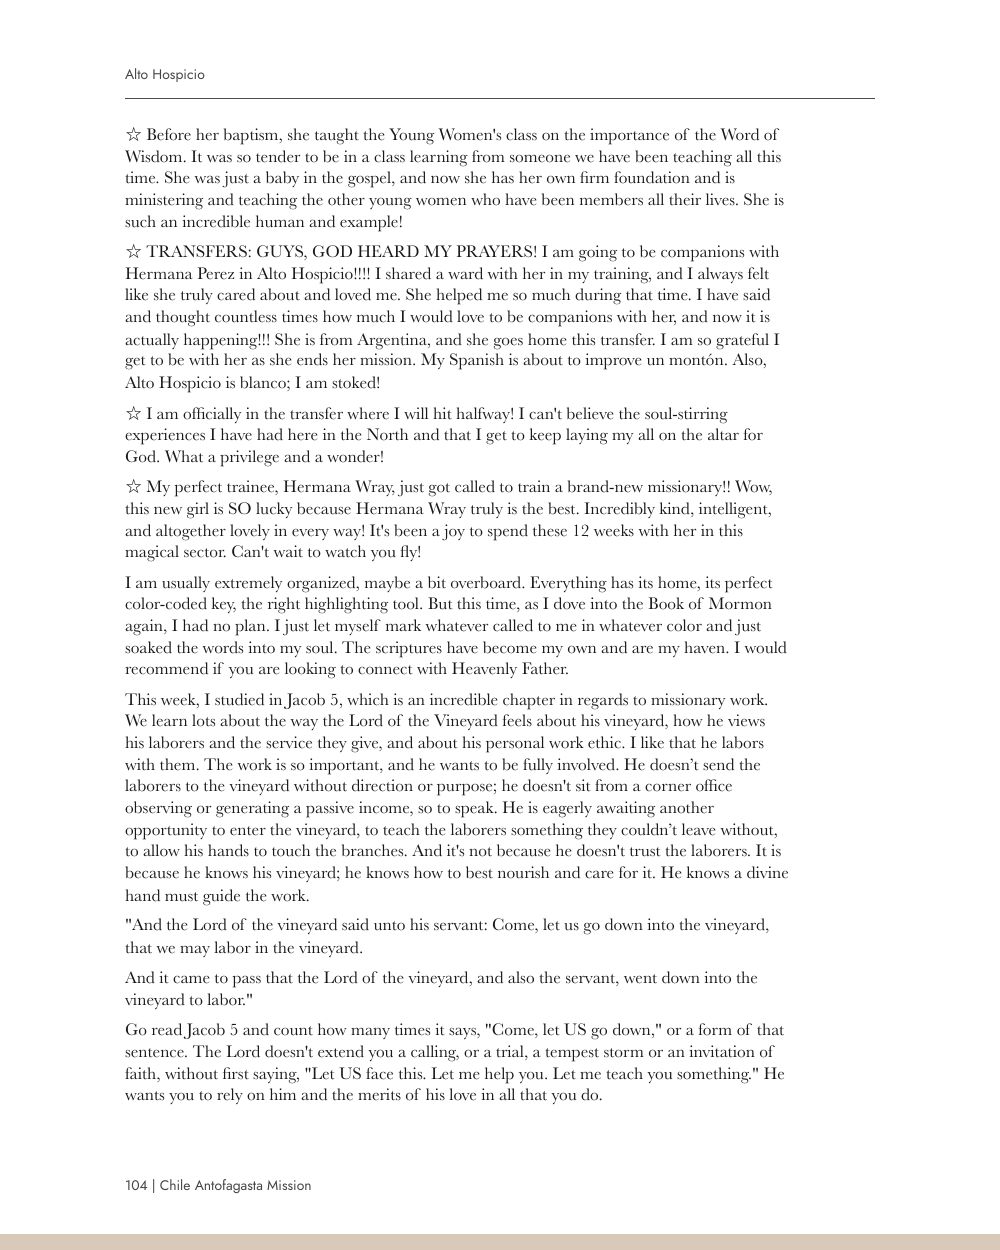 Alto Hospicio
☆ Before her baptism, she taught the Young Women's class on the importance of the Word of
Wisdom. It was so tender to be in a class learning from someone we have been teaching all this
time. She was just a baby in the gospel, and now she has her own firm foundation and is
ministering and teaching the other young women who have been members all their lives. She is
such an incredible human and example!
☆ TRANSFERS: GUYS, GOD HEARD MY PRAYERS! I am going to be companions with
Hermana Perez in Alto Hospicio!!!! I shared a ward with her in my training, and I always felt
like she truly cared about and loved me. She helped me so much during that time. I have said
and thought countless times how much I would love to be companions with her, and now it is
actually happening!!! She is from Argentina, and she goes home this transfer. I am so grateful I
get to be with her as she ends her mission. My Spanish is about to improve un montón. Also,
Alto Hospicio is blanco; I am stoked!
☆ I am officially in the transfer where I will hit halfway! I can't believe the soul-stirring
experiences I have had here in the North and that I get to keep laying my all on the altar for
God. What a privilege and a wonder!
☆ My perfect trainee, Hermana Wray, just got called to train a brand-new missionary!! Wow,
this new girl is SO lucky because Hermana Wray truly is the best. Incredibly kind, intelligent,
and altogether lovely in every way! It's been a joy to spend these 12 weeks with her in this
magical sector. Can't wait to watch you fly!
I am usually extremely organized, maybe a bit overboard. Everything has its home, its perfect
color-coded key, the right highlighting tool. But this time, as I dove into the Book of Mormon
again, I had no plan. I just let myself mark whatever called to me in whatever color and just
soaked the words into my soul. The scriptures have become my own and are my haven. I would
recommend if you are looking to connect with Heavenly Father.
This week, I studied in Jacob 5, which is an incredible chapter in regards to missionary work.
We learn lots about the way the Lord of the Vineyard feels about his vineyard, how he views
his laborers and the service they give, and about his personal work ethic. I like that he labors
with them. The work is so important, and he wants to be fully involved. He doesn’t send the
laborers to the vineyard without direction or purpose; he doesn't sit from a corner office
observing or generating a passive income, so to speak. He is eagerly awaiting another
opportunity to enter the vineyard, to teach the laborers something they couldn’t leave without,
to allow his hands to touch the branches. And it's not because he doesn't trust the laborers. It is
because he knows his vineyard; he knows how to best nourish and care for it. He knows a divine
hand must guide the work.
"And the Lord of the vineyard said unto his servant: Come, let us go down into the vineyard,
that we may labor in the vineyard.
And it came to pass that the Lord of the vineyard, and also the servant, went down into the
vineyard to labor."
Go read Jacob 5 and count how many times it says, "Come, let US go down," or a form of that
sentence. The Lord doesn't extend you a calling, or a trial, a tempest storm or an invitation of
faith, without first saying, "Let US face this. Let me help you. Let me teach you something." He
wants you to rely on him and the merits of his love in all that you do.
104 | Chile Antofagasta Mission